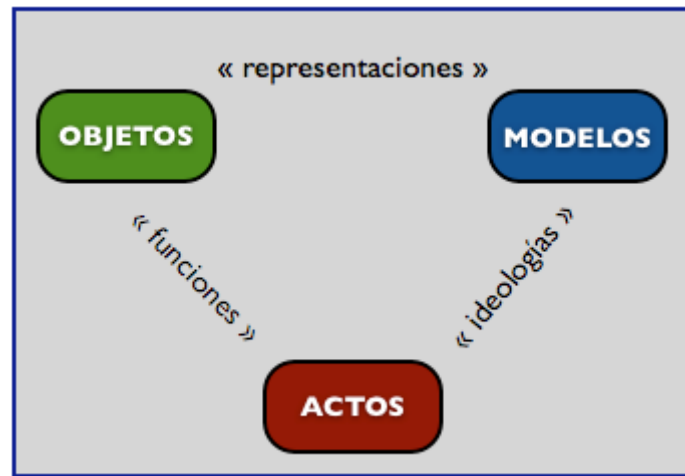 « representaciones »
OBJETOS
MODELOS
« funciones »
« ideologías »
ACTOS